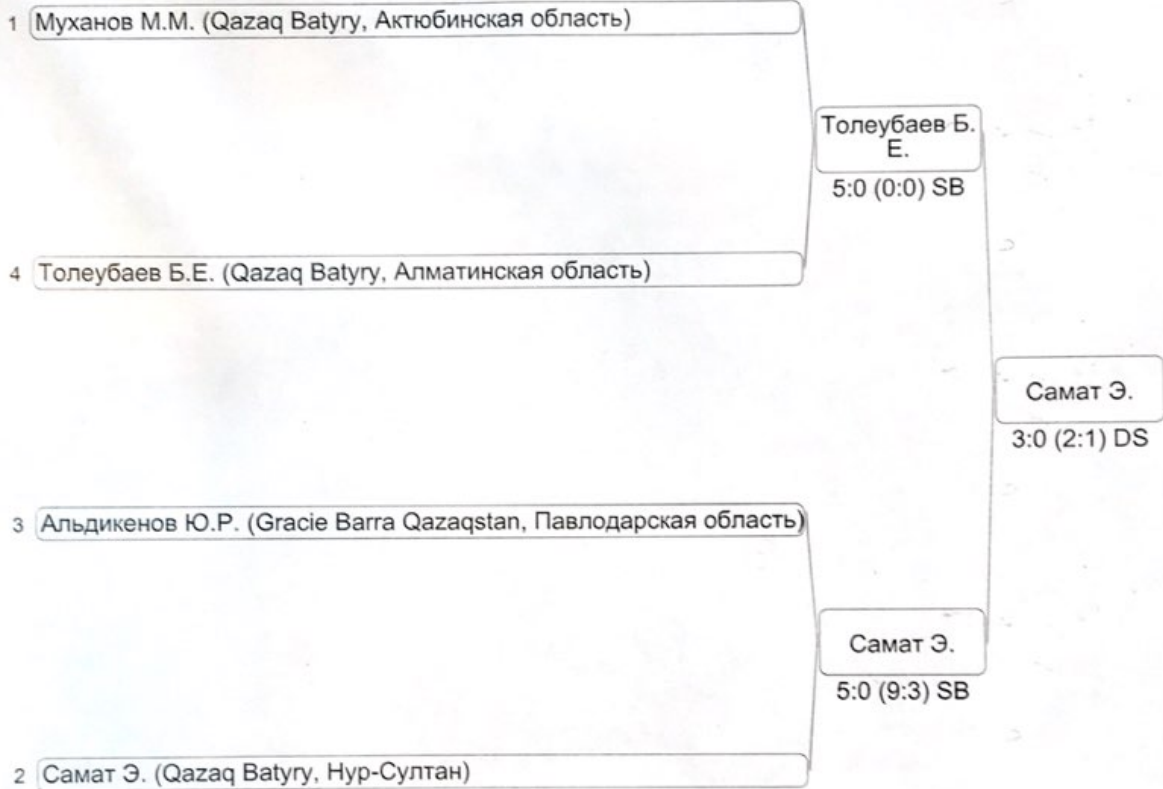 1 Муханов М.М. (Qazaq Batyry, Актюбинская область)
Толеубаев Б.
Е.
5:0 (0:0) SB
4 Толеубаев Б.Е. (Qazaq Batyry, Алматинская область)
Самат Э.
3:0 (2:1) DS
3 Альдикенов Ю.Р. (Gracie Barra Qazaqstan, Павлодарская область)
Самат Э.
5:0 (9:3) SB
2 Самат Э. (Qazaq Batyry, Нур-Султан)